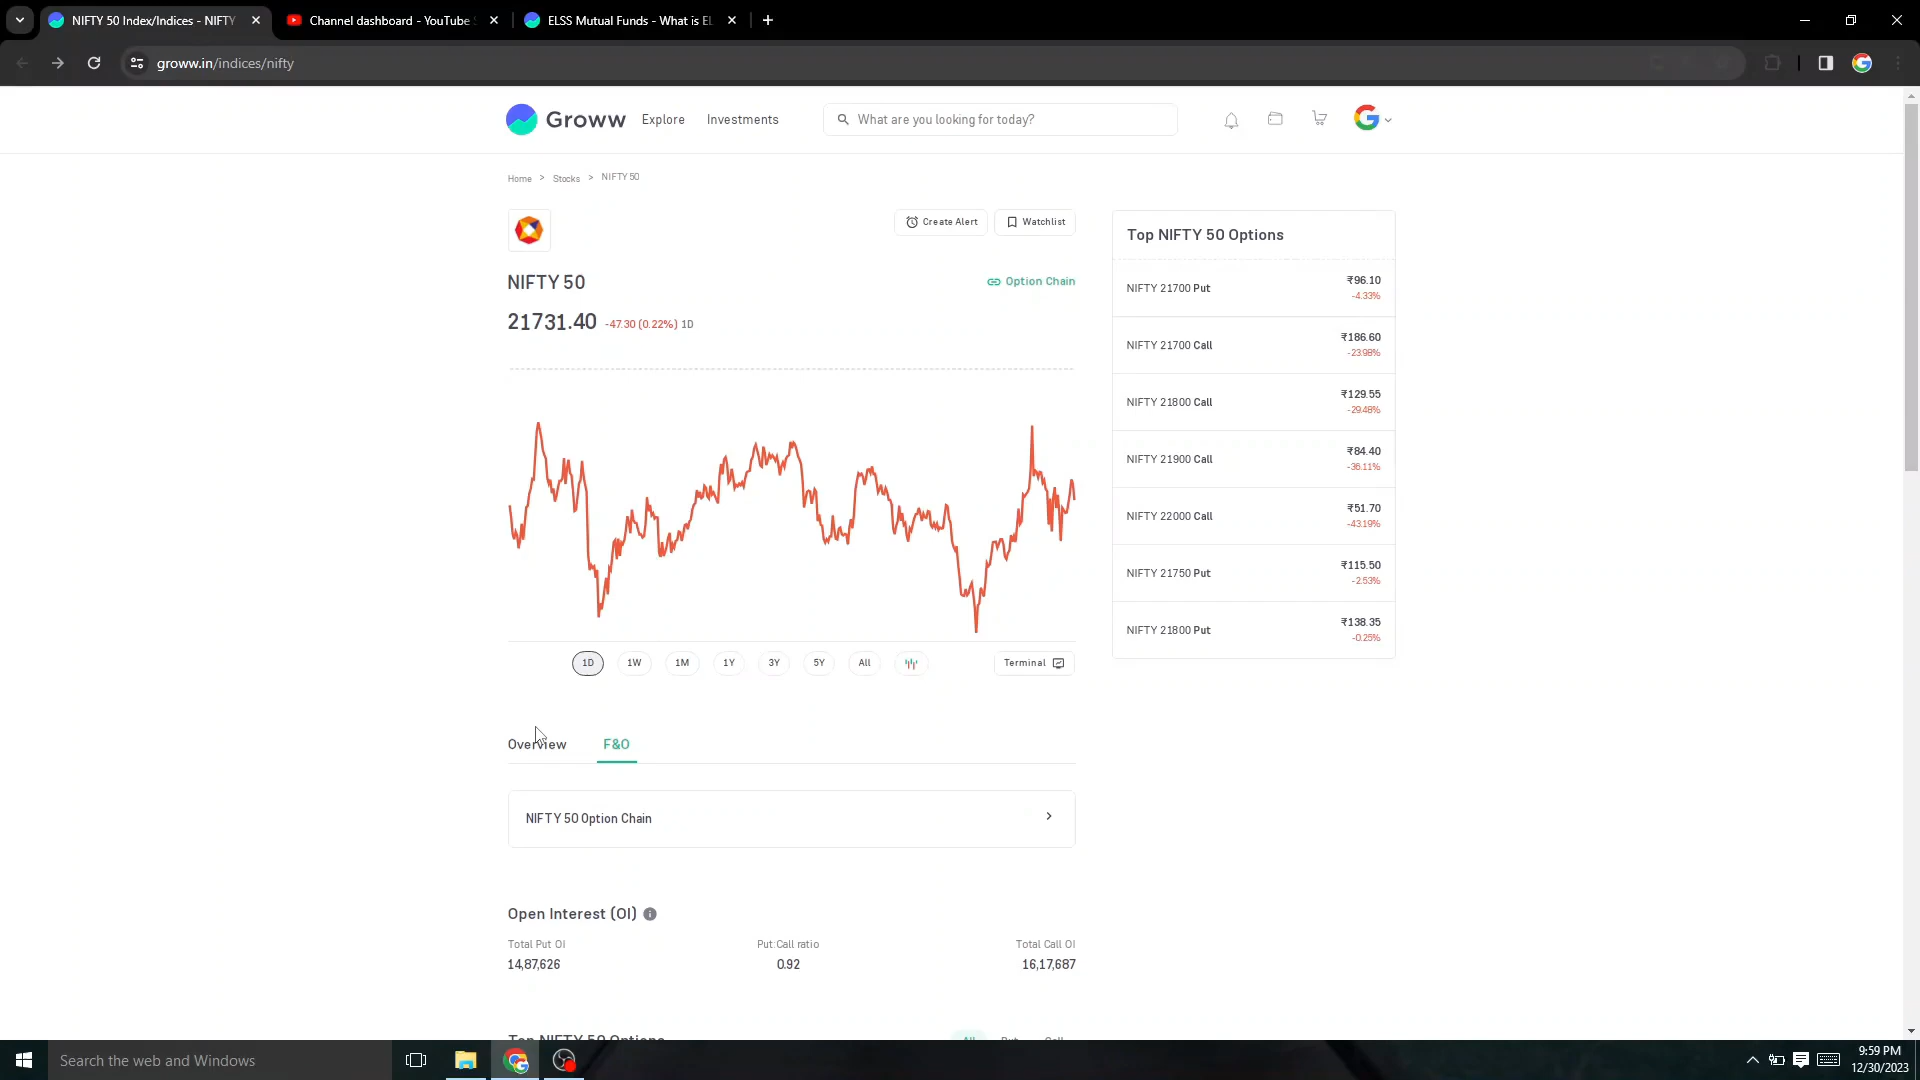 NIFTY 50 Index/Indices - NIFTY
Channel dashboard - YouTube
ELSS Mutual Funds - What is EL
groww.in/indices/nifty
Groww
Explore
Investments
What are you looking for today?
Home > Stocks > NIFTY 50
Create Alert
Watchlist
NIFTY 50
Option Chain
21731.40 -47.30 (0.22%) 1D
1D
1W
1M
1Y
3Y
5Y
All
Terminal
Overview
F&O
NIFTY 50 Option Chain
Open Interest (OI)
Total Put OI
Put:Call ratio
Total Call OI
14,87,626
0.92
16,17,687
Top NIFTY 50 Options
All
Put
Call
Top NIFTY 50 Options
NIFTY 21700 Put
₹96.10
-4.33%
NIFTY 21700 Call
₹186.60
-23.98%
NIFTY 21800 Call
₹129.55
-29.48%
NIFTY 21900 Call
₹84.40
-36.11%
NIFTY 22000 Call
₹51.70
-43.19%
NIFTY 21750 Put
₹115.50
-2.53%
NIFTY 21800 Put
₹138.35
-0.25%
Search the web and Windows
9:59 PM
12/30/2023